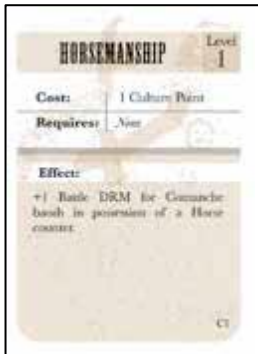 HORSEMANSHIP
Level
1
Cost: 1 Culture Point
Requires: None
Effect:
+1 Battle DRM for Comanche
bands in possession of a Horse
counter.
C1